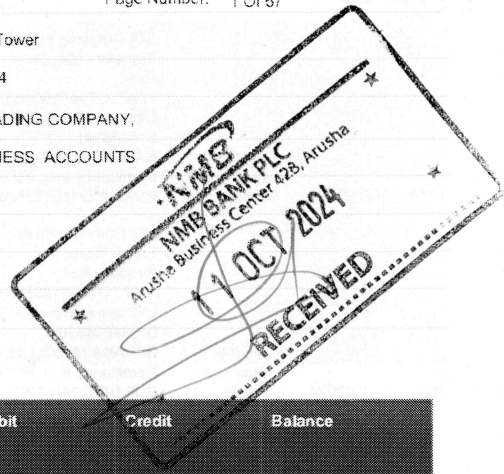 Page Number: 1 Of 57
Tower
4
ADING COMPANY,
NESS ACCOUNTS
NMB
NMB BANK PLC
Arusha Business Center 428, Arusha
11 OCT 2024
RECEIVED
bit Credit Balance